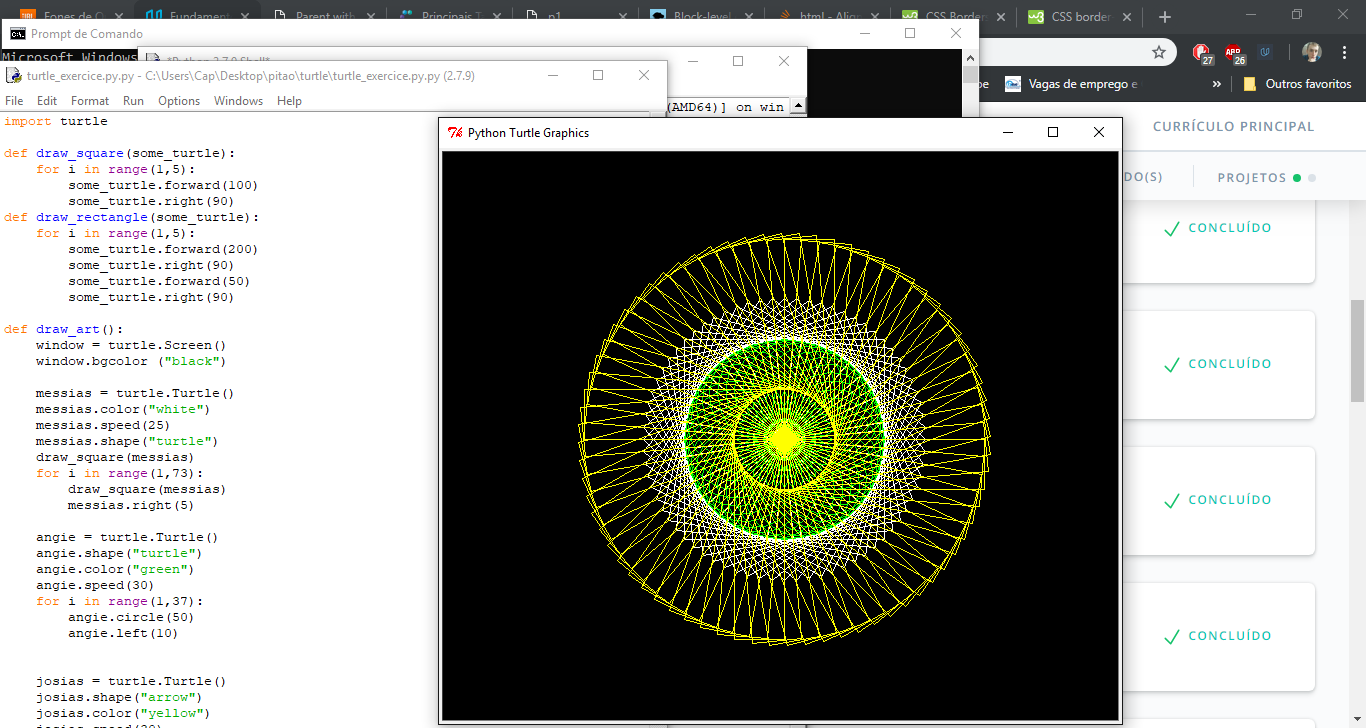 Fones de O
Fundament
Parent with
Principais T
p1
Block-level
html - Align
CSS Border
CSS border
Prompt de Comando
27
26
Microsoft Windows
*Python 2.7.9 Shell*
turtle_exercice.py.py - C:\Users\Cap\Desktop\pitao\turtle\turtle_exercice.py.py (2.7.9)
Vagas de emprego e
»
Outros favoritos
File Edit Format Run Options Windows Help
(AMD64)] on win
Python Turtle Graphics
CURRÍCULO PRINCIPAL
DO(S)
PROJETOS
CONCLUÍDO
CONCLUÍDO
CONCLUÍDO
CONCLUÍDO
import turtle
def draw_square(some_turtle):
for i in range(1,5):
some_turtle.forward(100)
some_turtle.right(90)
def draw_rectangle(some_turtle):
for i in range(1,5):
some_turtle.forward(200)
some_turtle.right(90)
some_turtle.forward(50)
some_turtle.right(90)
def draw_art():
window = turtle.Screen()
window.bgcolor ("black")
messias = turtle.Turtle()
messias.color("white")
messias.speed(25)
messias.shape("turtle")
draw_square(messias)
for i in range(1,73):
draw_square(messias)
messias.right(5)
angie = turtle.Turtle()
angie.shape("turtle")
angie.color("green")
angie.speed(30)
for i in range(1,37):
angie.circle(50)
angie.left(10)
josias = turtle.Turtle()
josias.shape("arrow")
josias.color("yellow")